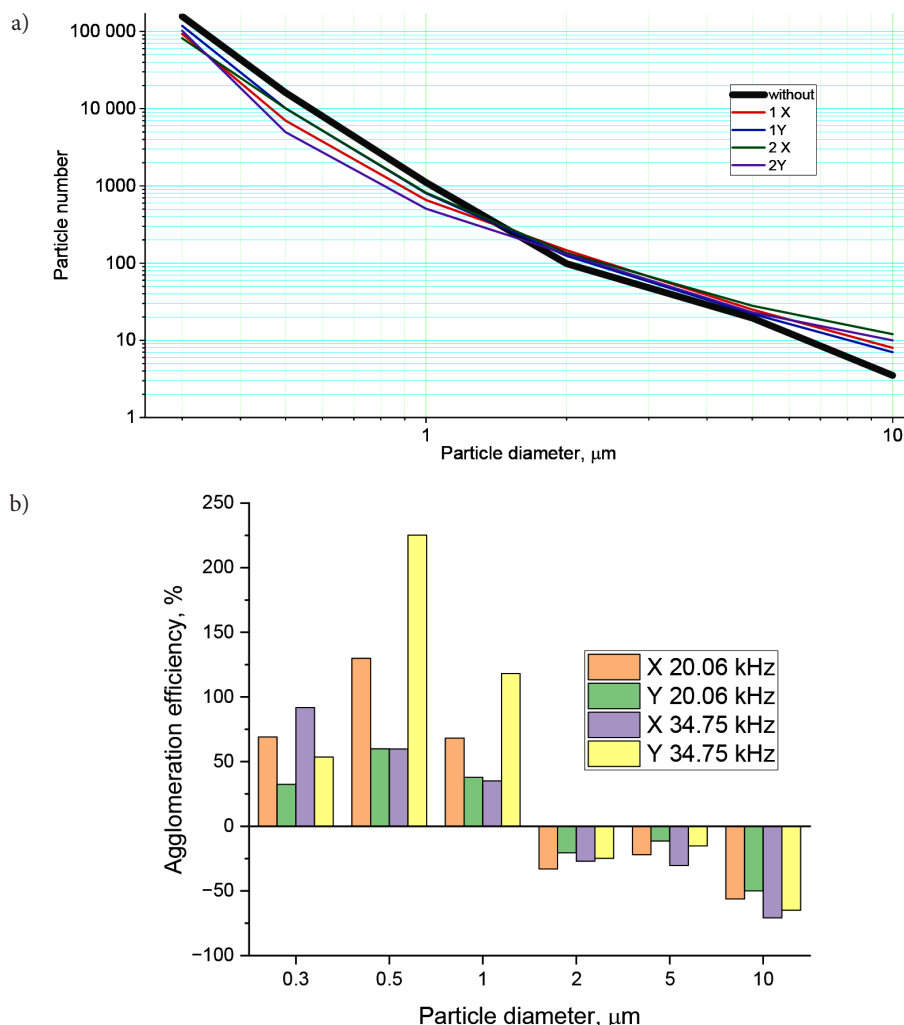 a)
100 000
10 000
1000
100
10
1
Particle number
without
1 X
1Y
2 X
2Y
1
10
Particle diameter, μm
b)
250
200
150
100
50
0
−50
−100
Agglomeration efficiency, %
X 20.06 kHz
Y 20.06 kHz
X 34.75 kHz
Y 34.75 kHz
0.3
0.5
1
2
5
10
Particle diameter, μm